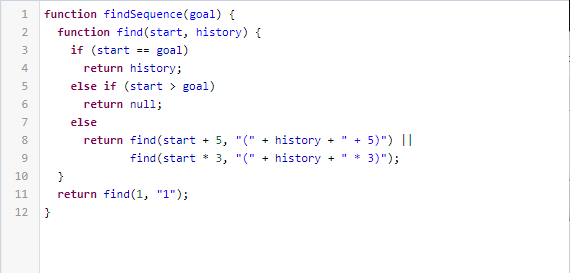 1 function findSequence(goal) {
2 function find(start, history) {
3 if (start == goal)
4 return history;
5 else if (start > goal)
6 return null;
7 else
8 return find(start + 5, "(" + history + " + 5)") ||
9 find(start * 3, "(" + history + " * 3)");
10 }
11 return find(1, "1");
12 }